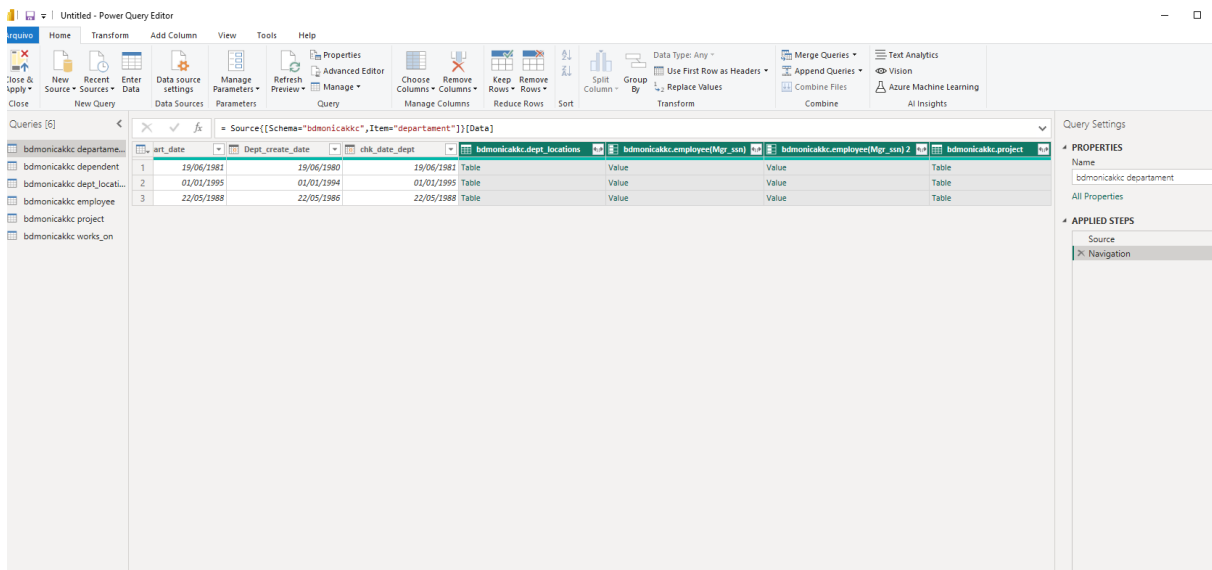 Untitled - Power Query Editor
Arquivo Home Transform Add Column View Tools Help
Close & Apply
New Source
Recent Sources
Enter Data
Data source settings
Manage Parameters
Refresh Preview
Properties
Advanced Editor
Manage
Choose Columns
Remove Columns
Keep Rows
Remove Rows
Split Column
Group By
Data Type: Any
Use First Row as Headers
Replace Values
Merge Queries
Append Queries
Combine Files
Text Analytics
Vision
Azure Machine Learning
Close New Query Data Sources Parameters Query Manage Columns Reduce Rows Sort Transform Combine AI Insights
Queries [6]
bdmonicakkc departame...
bdmonicakkc dependent
bdmonicakkc dept_locati...
bdmonicakkc employee
bdmonicakkc project
bdmonicakkc works_on
= Source{[Schema="bdmonicakkc",Item="departament"]}[Data]
art_date Dept_create_date chk_date_dept bdmonicakkc.dept_locations bdmonicakkc.employee(Mgr_ssn) bdmonicakkc.employee(Mgr_ssn) 2 bdmonicakkc.project
1 19/06/1981 19/06/1980 19/06/1981 Table Value Value Table
2 01/01/1995 01/01/1994 01/01/1995 Table Value Value Table
3 22/05/1988 22/05/1986 22/05/1988 Table Value Value Table
Query Settings
PROPERTIES
Name
bdmonicakkc departament
All Properties
APPLIED STEPS
Source
Navigation